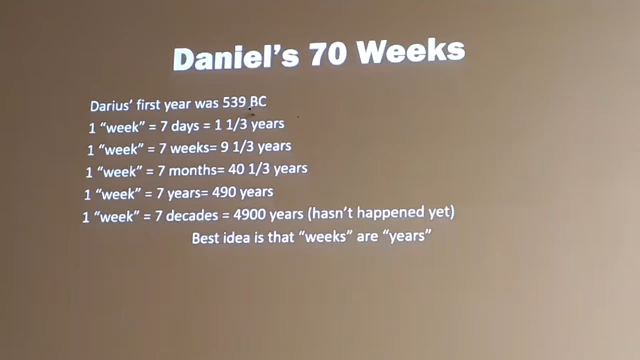 Daniel's 70 Weeks
Darius' first year was 539 BC
1 "week" = 7 days = 1 1/3 years
1 "week" = 7 weeks= 9 1/3 years
1 "week" = 7 months= 40 1/3 years
1 "week" = 7 years= 490 years
1 "week" = 7 decades = 4900 years (hasn't happened yet)
Best idea is that "weeks" are "years"